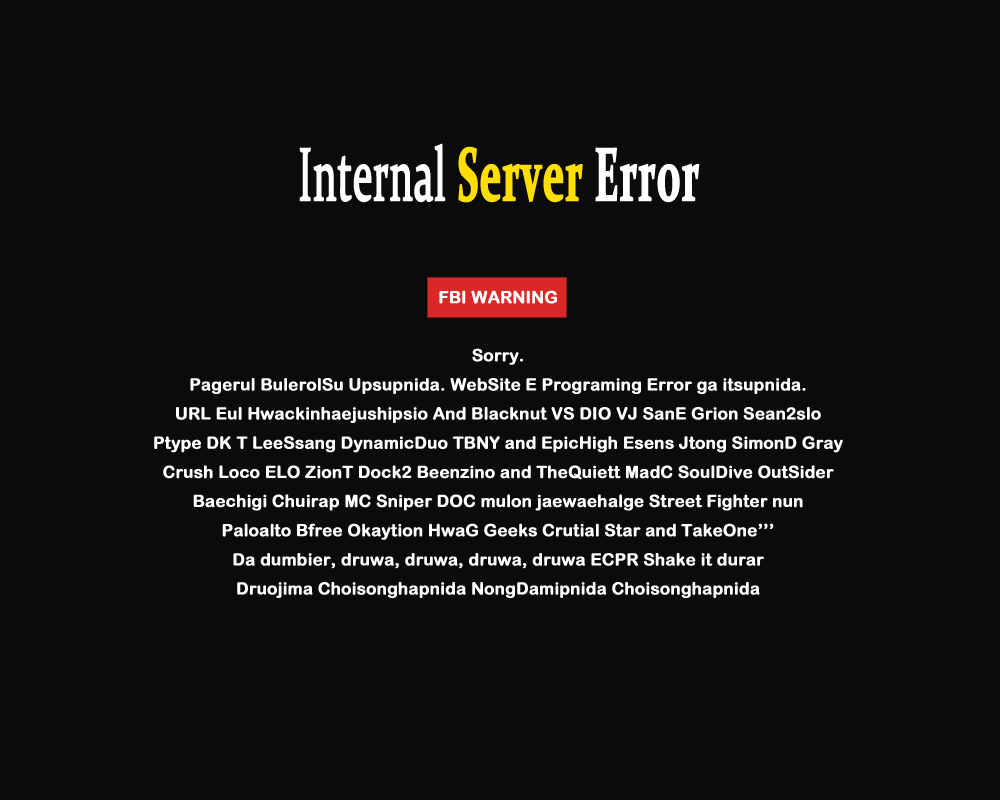 Internal Server Error
FBI WARNING
Sorry.
Pagerul BulerolSu Upsupnida. WebSite E Programing Error ga itsupnida.
URL Eul Hwackinhaejushipsio And Blacknut VS DIO VJ SanE Grion Sean2slo
Ptype DK T LeeSsang DynamicDuo TBNY and EpicHigh Esens Jtong SimonD Gray
Crush Loco ELO ZionT Dock2 Beenzino and TheQuiett MadC SoulDive OutSider
Baechigi Chuirap MC Sniper DOC mulon jaewaehalge Street Fighter nun
Paloalto Bfree Okaytion HwaG Geeks Crutial Star and TakeOne’’’
Da dumbier, druwa, druwa, druwa, druwa ECPR Shake it durar
Druojima Choisonghapnida NongDamipnida Choisonghapnida